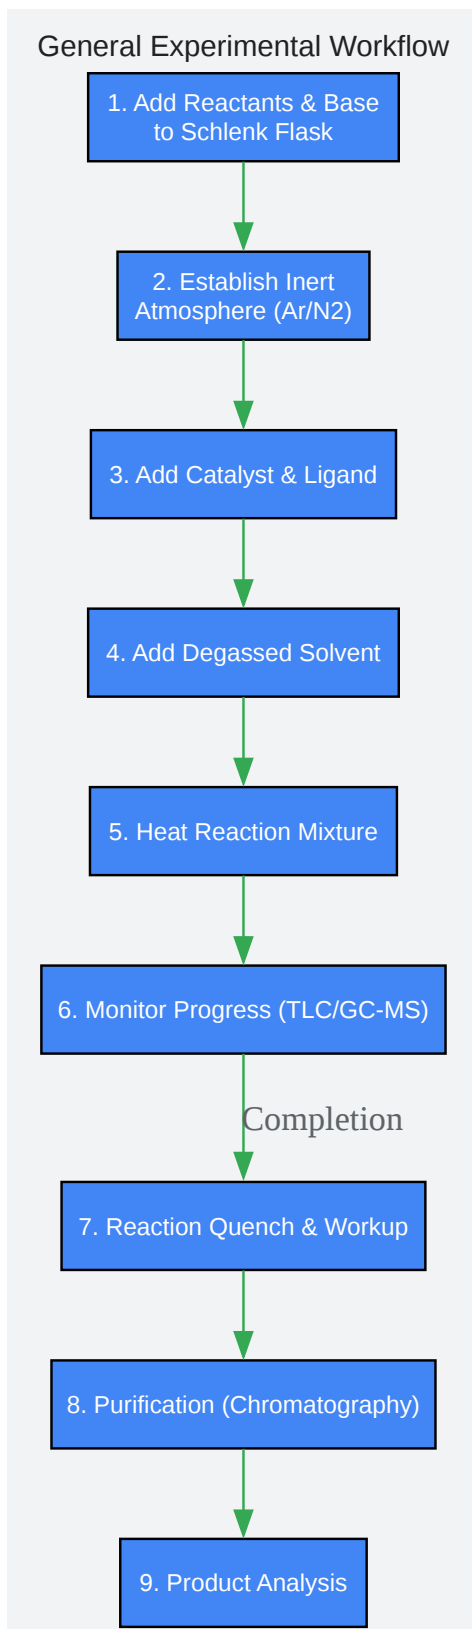 General Experimental Workflow
1. Add Reactants & Base
to Schlenk Flask
2. Establish Inert
Atmosphere (Ar/N2)
3. Add Catalyst & Ligand
4. Add Degassed Solvent
5. Heat Reaction Mixture
6. Monitor Progress (TLC/GC-MS)
Completion
7. Reaction Quench & Workup
8. Purification (Chromatography)
9. Product Analysis